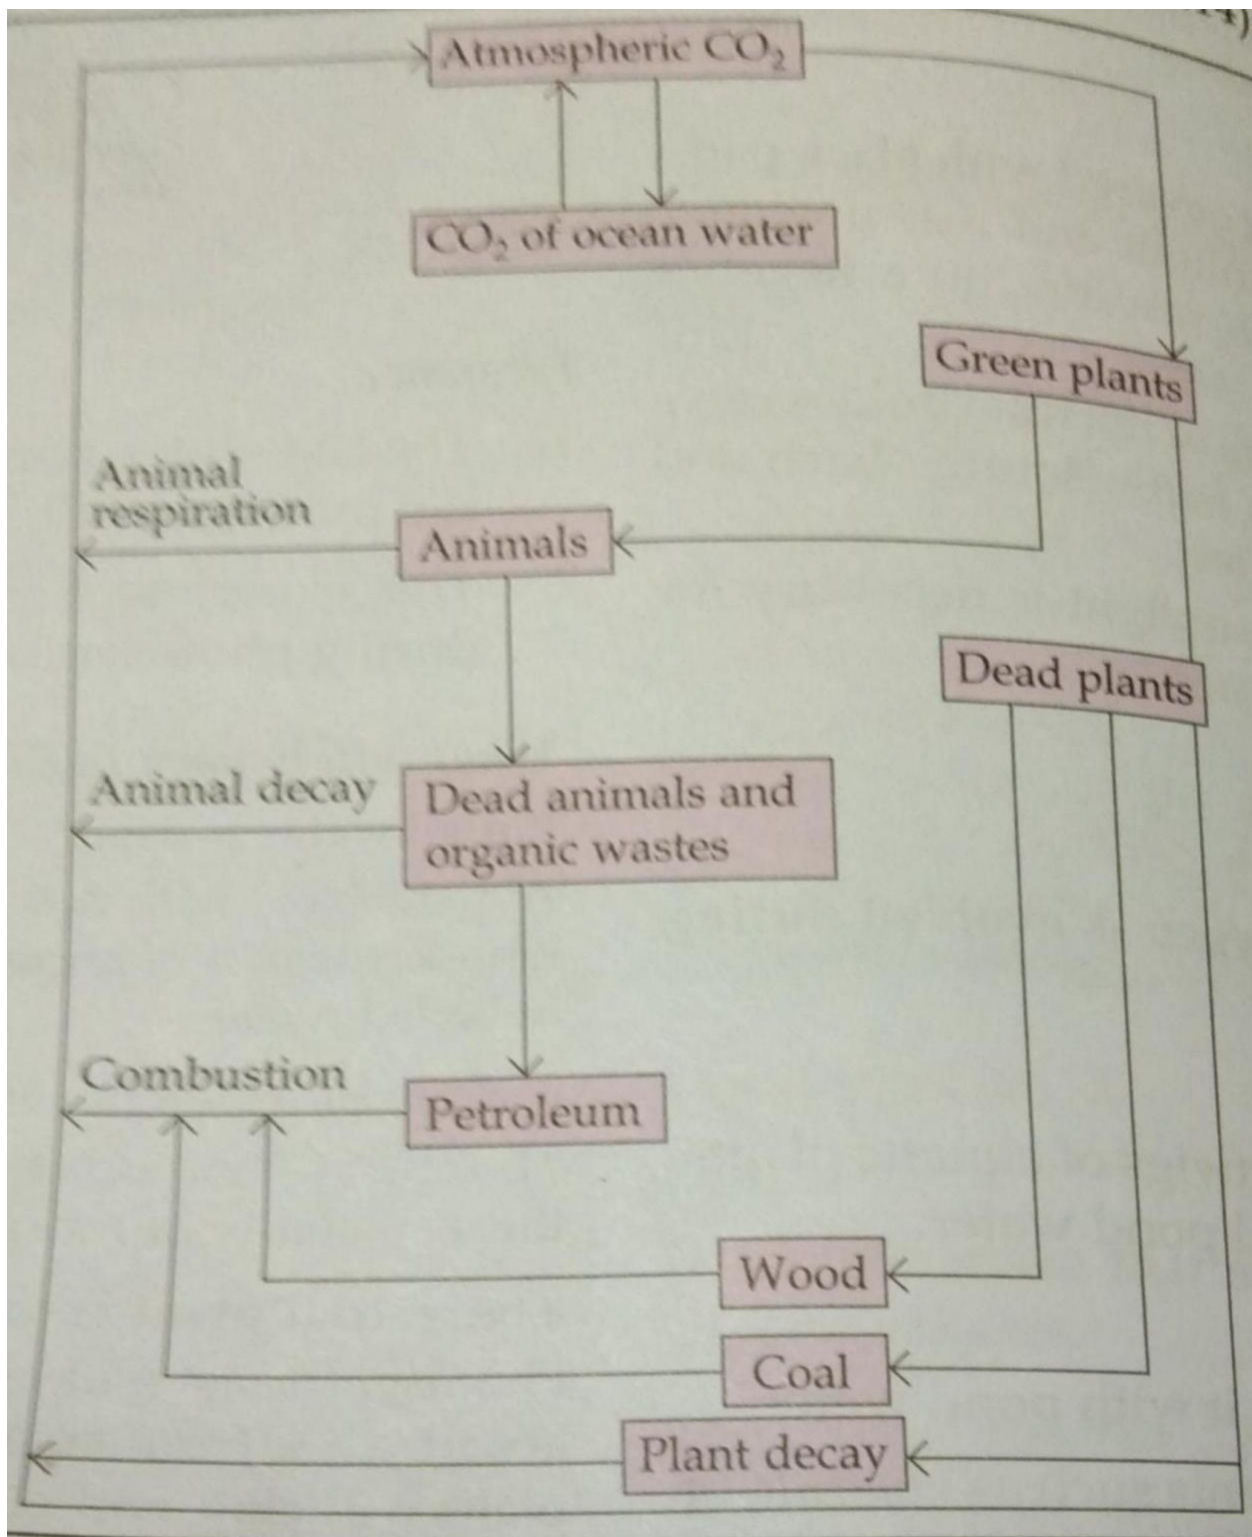 Atmospheric CO₂
CO₂ of ocean water
Green plants
Animal
respiration
Animals
Dead plants
Animal decay
Dead animals and
organic wastes
Combustion
Petroleum
Wood
Coal
Plant decay